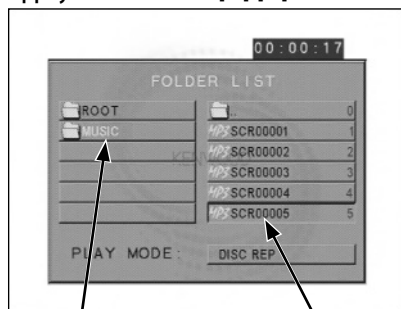 00:00:17
FOLDER LIST
ROOT
MUSIC
.. 0
MP3 SCR00001 1
MP3 SCR00002 2
MP3 SCR00003 3
MP3 SCR00004 4
MP3 SCR00005 5
PLAY MODE: DISC REP